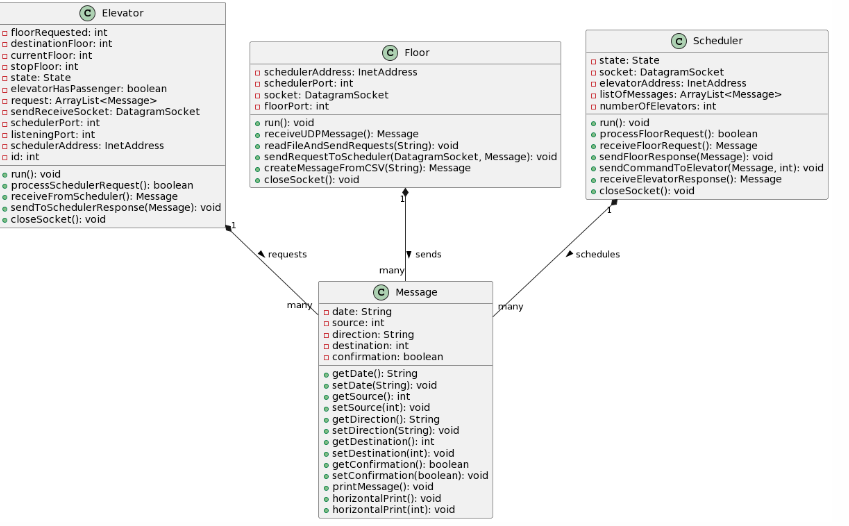 C Elevator
floorRequested: int
destinationFloor: int
currentFloor: int
stopFloor: int
state: State
elevatorHasPassenger: boolean
request: ArrayList<Message>
sendReceiveSocket: DatagramSocket
schedulerPort: int
listeningPort: int
schedulerAddress: InetAddress
id: int
run(): void
processSchedulerRequest(): boolean
receiveFromScheduler(): Message
sendToSchedulerResponse(Message): void
closeSocket(): void
C Floor
schedulerAddress: InetAddress
schedulerPort: int
socket: DatagramSocket
floorPort: int
run(): void
receiveUDPMessage(): Message
readFileAndSendRequests(String): void
sendRequestToScheduler(DatagramSocket, Message): void
createMessageFromCSV(String): Message
closeSocket(): void
C Scheduler
state: State
socket: DatagramSocket
elevatorAddress: InetAddress
listOfMessages: ArrayList<Message>
numberOfElevators: int
run(): void
processFloorRequest(): boolean
receiveFloorRequest(): Message
sendFloorResponse(Message): void
sendCommandToElevator(Message, int): void
receiveElevatorResponse(): Message
closeSocket(): void
1
requests
many
1
sends
many
1
schedules
many
C Message
date: String
source: int
direction: String
destination: int
confirmation: boolean
getDate(): String
setDate(String): void
getSource(): int
setSource(int): void
getDirection(): String
setDirection(String): void
getDestination(): int
setDestination(int): void
getConfirmation(): boolean
setConfirmation(boolean): void
printMessage(): void
horizontalPrint(): void
horizontalPrint(int): void